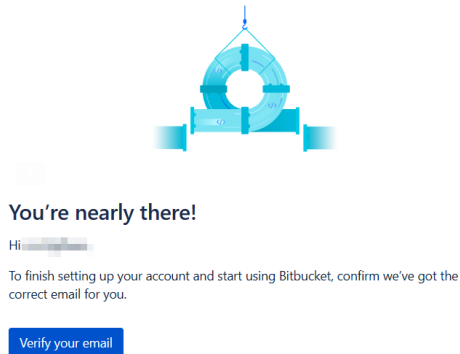 You're nearly there!
Hi
To finish setting up your account and start using Bitbucket, confirm we've got the
correct email for you.
Verify your email